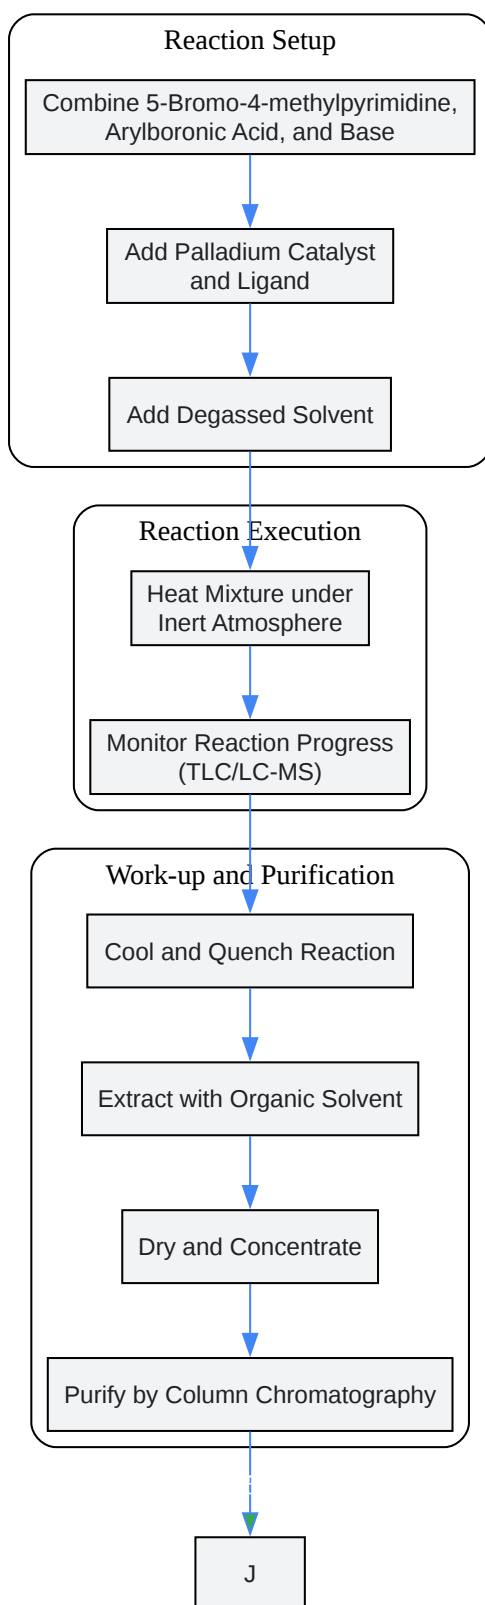 Reaction Setup
Combine 5-Bromo-4-methylpyrimidine,
Arylboronic Acid, and Base
Add Palladium Catalyst
and Ligand
Add Degassed Solvent
Reaction Execution
Heat Mixture under
Inert Atmosphere
Monitor Reaction Progress
(TLC/LC-MS)
Work-up and Purification
Cool and Quench Reaction
Extract with Organic Solvent
Dry and Concentrate
Purify by Column Chromatography
J